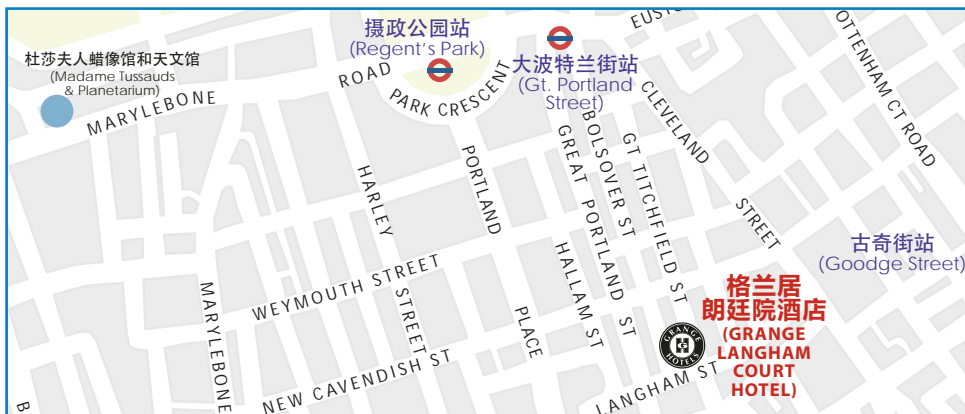 摄政公园站
(Regent's Park)
杜莎夫人蜡像馆和天文馆
(Madame Tussauds
& Planetarium)
大波特兰街站
(Gt. Portland
Street)
EUSTO
OTTENHAM CT ROAD
MARYLEBONE
ROAD
PARK CRESCENT
CLEVELAND
STREET
HARLEY
STREET
PORTLAND
PLACE
GREAT PORTLAND ST
BOLSOVER ST
GT TITCHFIELD ST
HALLAM ST
WEYMOUTH STREET
MARYLEBONE
NEW CAVENDISH ST
LANGHAM ST
B
古奇街站
(Goodge Street)
格兰居
朗廷院酒店
(GRANGE
LANGHAM
COURT
HOTEL)
GRANGE
G
HOTELS